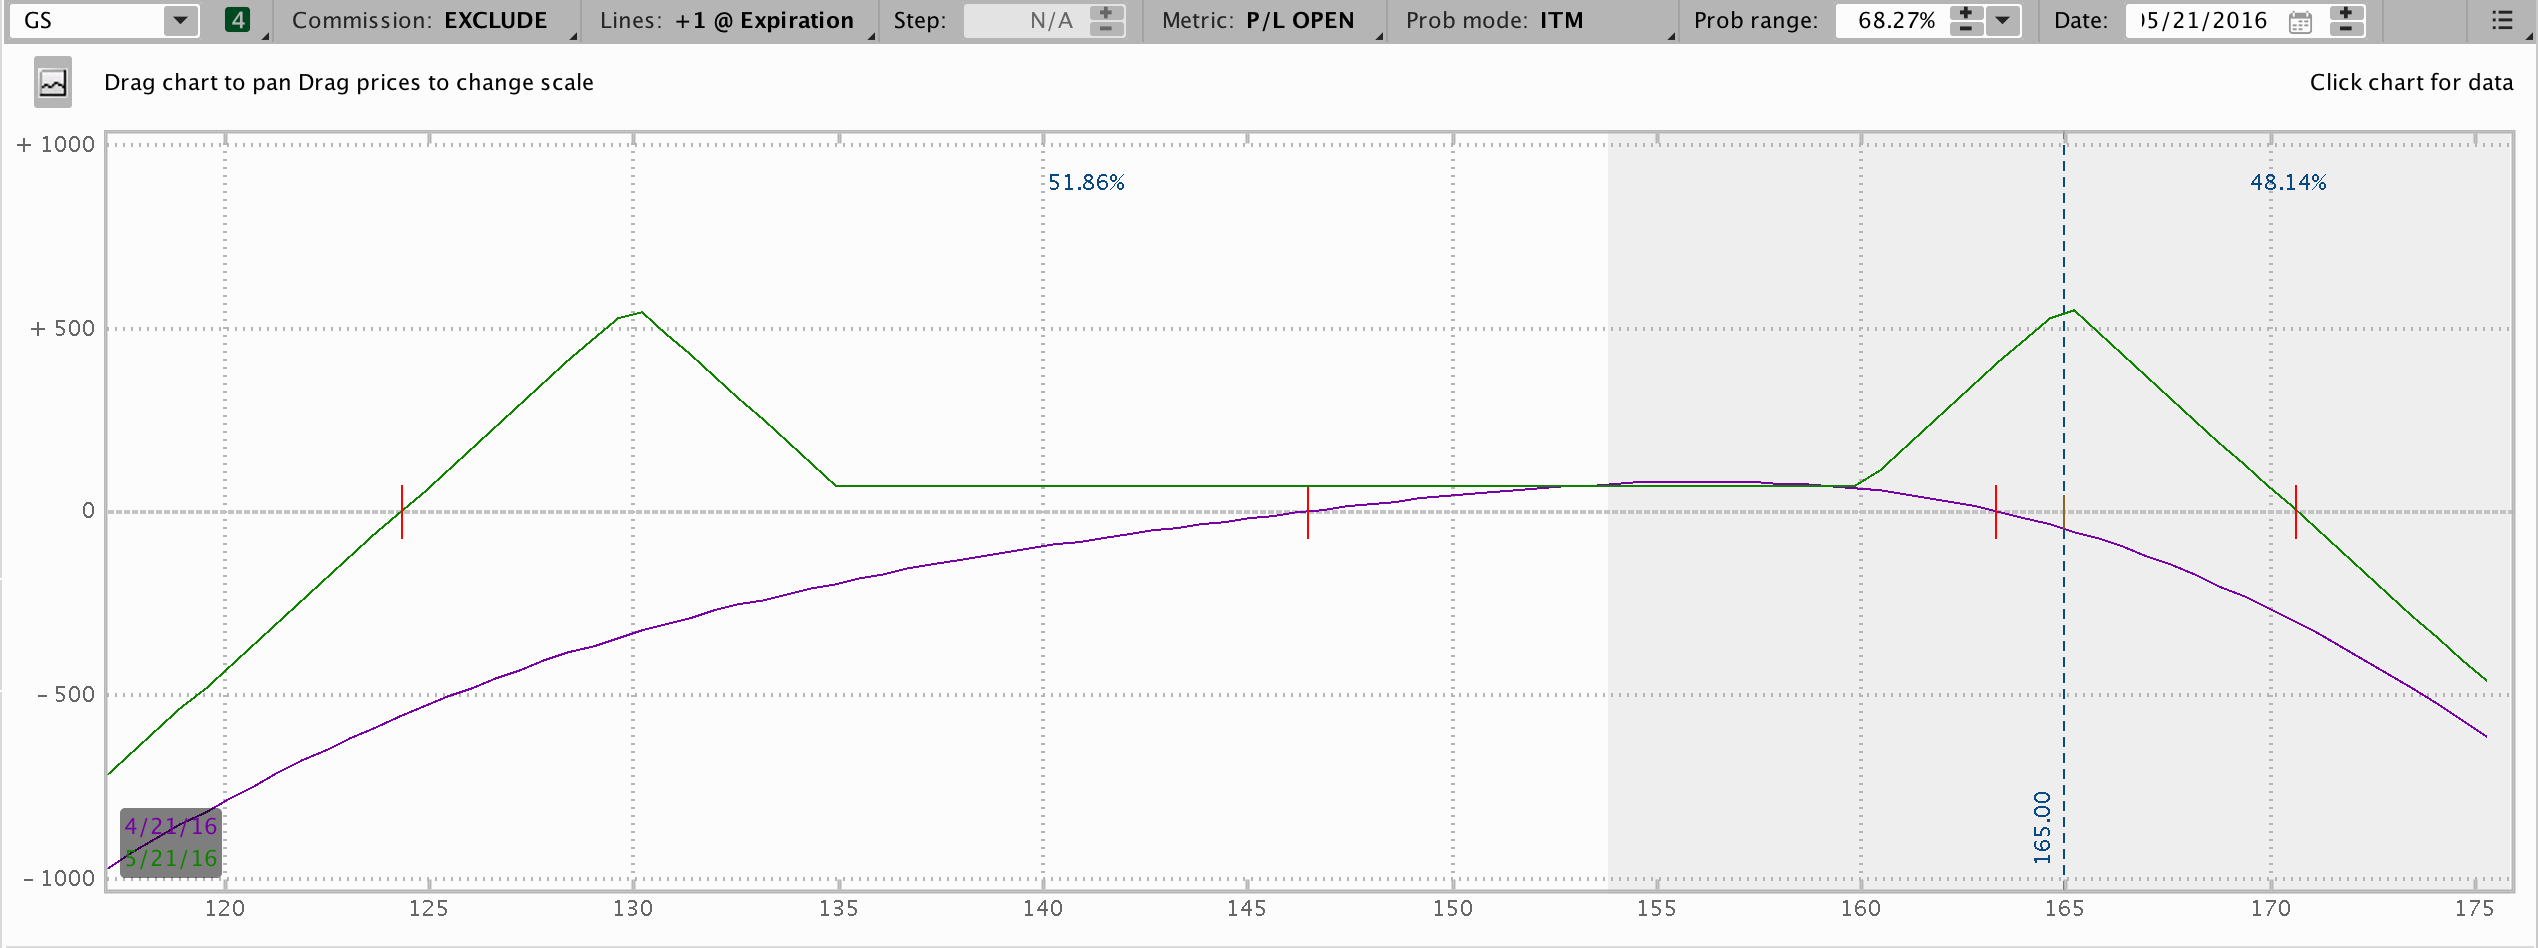 GS 4 Commission: EXCLUDE Lines: +1 @ Expiration Step: N/A Metric: P/L OPEN Prob mode: ITM Prob range: 68.27% Date: 05/21/2016
Drag chart to pan Drag prices to change scale
Click chart for data
+ 1000
51.86%
48.14%
+ 500
0
- 500
165.00
4/21/16
5/21/16
- 1000
120 125 130 135 140 145 150 155 160 165 170 175